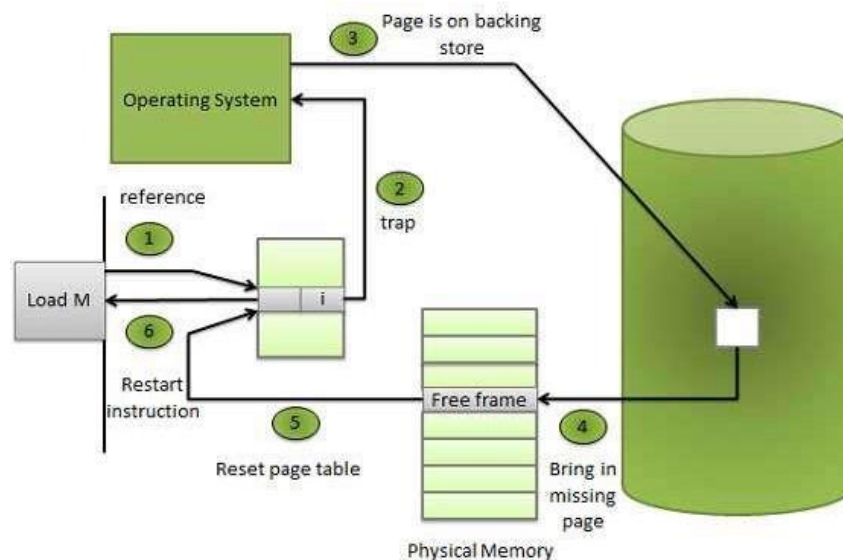 Page is on backing
store
3
Operating System
2
trap
reference
1
i
Load M
6
Restart
instruction
Free frame
5
4
Reset page table
Bring in
missing
page
Physical Memory